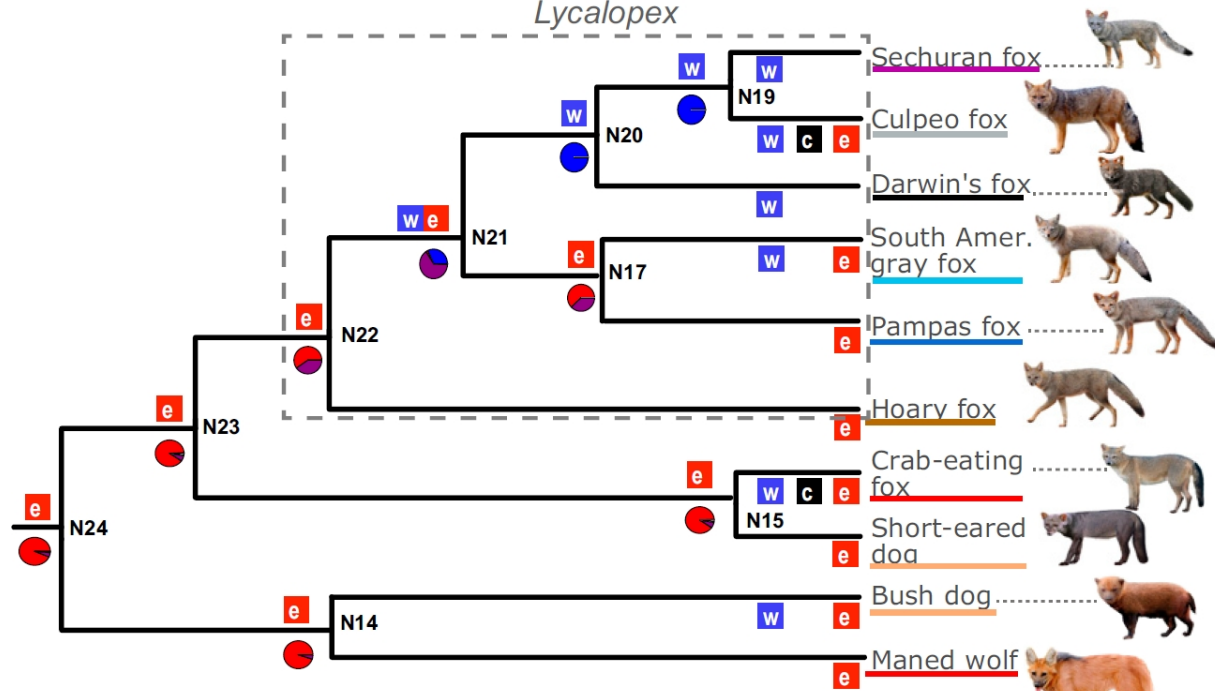 Lycalopex
w
w
Sechuran fox
N19
w
Culpeo fox
w c e
N20
w
Darwin's fox
w
w e
N21
e
South Amer.
gray fox
w e
N17
e
N22
Pampas fox
e
e
N23
Hoary fox
e
e
Crab-eating
fox
w c e
e
N24
N15
Short-eared
dog
e
e
N14
Bush dog
w e
Maned wolf
e